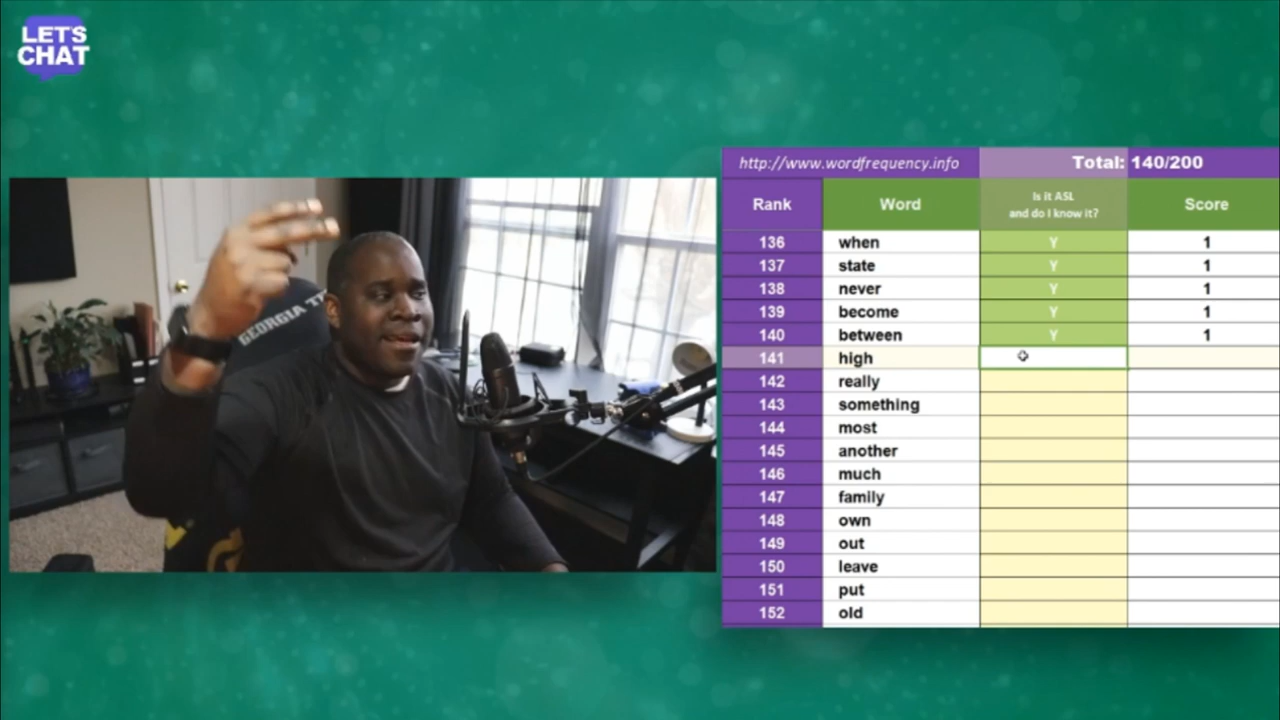 LET'S
CHAT
GEORGIA
http://www.wordfrequency.info Total: 140/200
Rank Word Is it ASL and do I know it? Score
136 when Y 1
137 state Y 1
138 never Y 1
139 become Y 1
140 between Y 1
141 high
142 really
143 something
144 most
145 another
146 much
147 family
148 own
149 out
150 leave
151 put
152 old